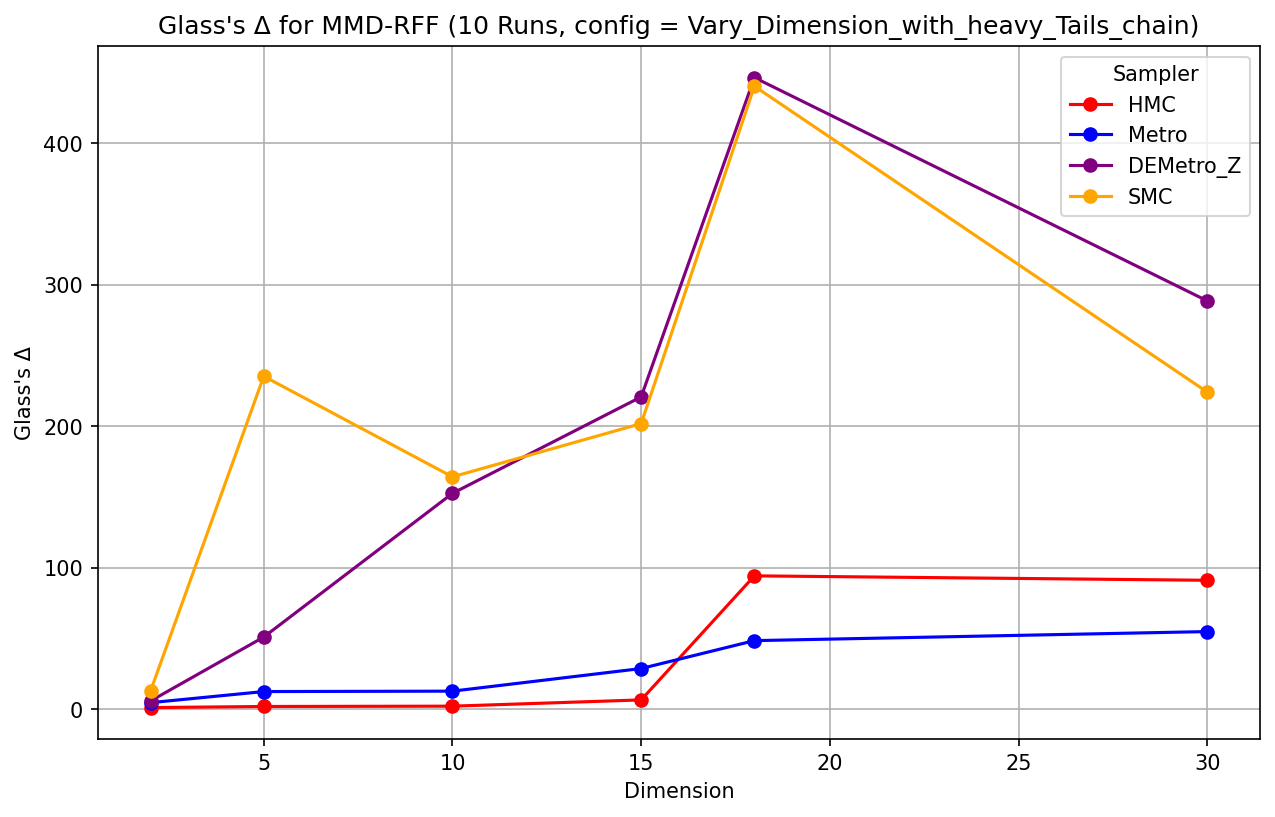 Glass's Δ for MMD-RFF (10 Runs, config = Vary_Dimension_with_heavy_Tails_chain)
Sampler
HMC
Metro
DEMetro_Z
SMC
Glass's Δ
400
300
200
100
0
5 10 15 20 25 30
Dimension